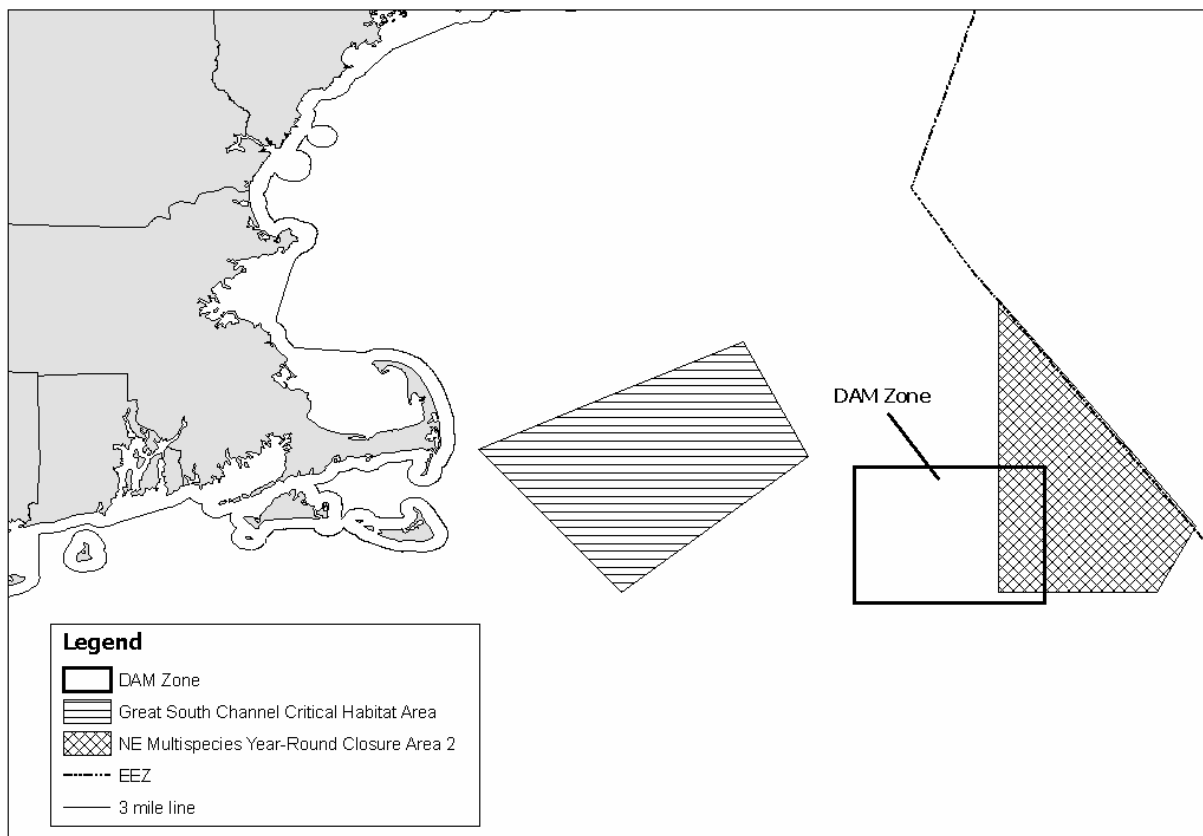 DAM Zone
Legend
DAM Zone
Great South Channel Critical Habitat Area
NE Multispecies Year-Round Closure Area 2
EEZ
3 mile line